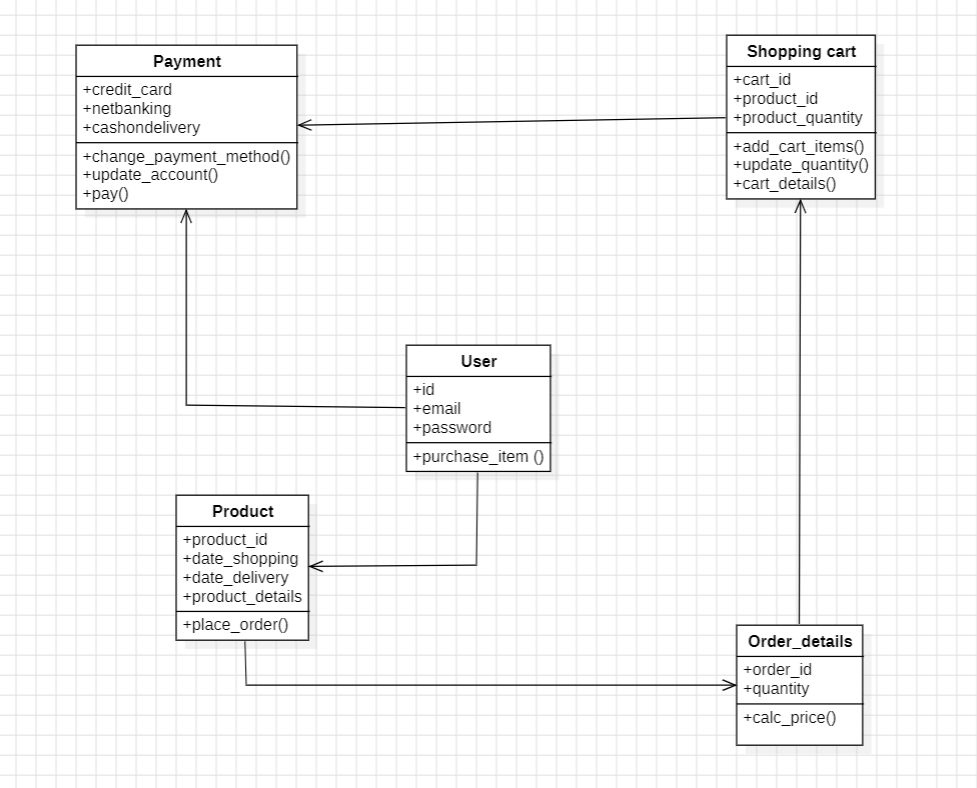 Payment
+credit_card
+netbanking
+cashondelivery
+change_payment_method()
+update_account()
+pay()
Shopping cart
+cart_id
+product_id
+product_quantity
+add_cart_items()
+update_quantity()
+cart_details()
User
+id
+email
+password
+purchase_item ()
Product
+product_id
+date_shopping
+date_delivery
+product_details
+place_order()
Order_details
+order_id
+quantity
+calc_price()